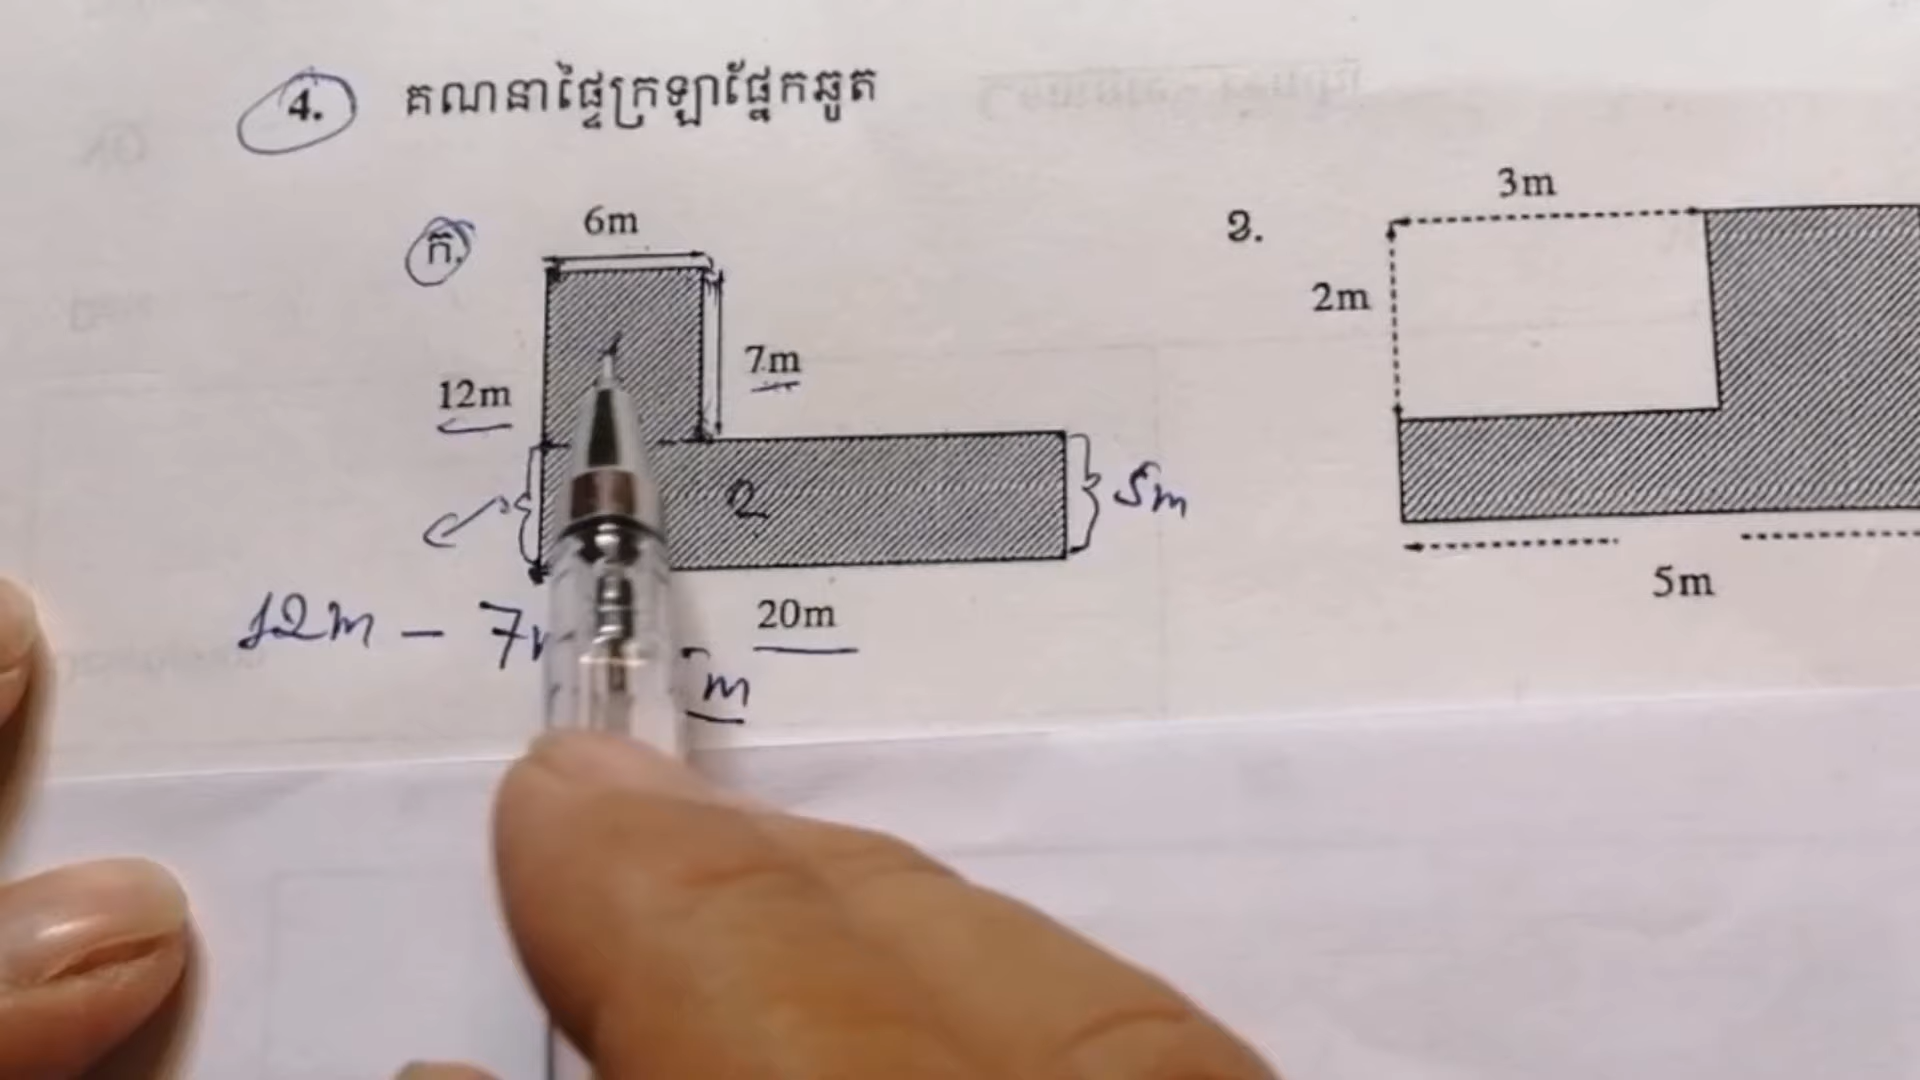 4. គណនាផ្ទៃក្រឡាផ្នែកឆូត
ក.
6m
12m
7m
2
5m
20m
12m - 7
m
ខ.
3m
2m
5m